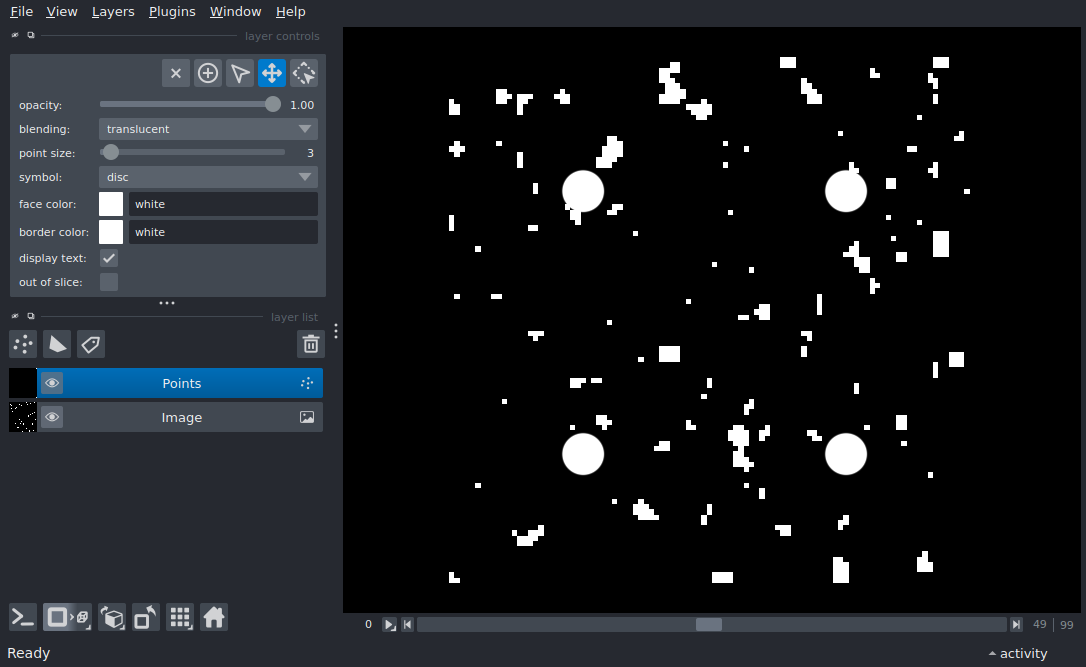 File View Layers Plugins Window Help
layer controls
opacity: 1.00
blending: translucent
point size: 3
symbol: disc
face color: white
border color: white
display text:
out of slice:
layer list
Points
Image
0 49 | 99
Ready activity